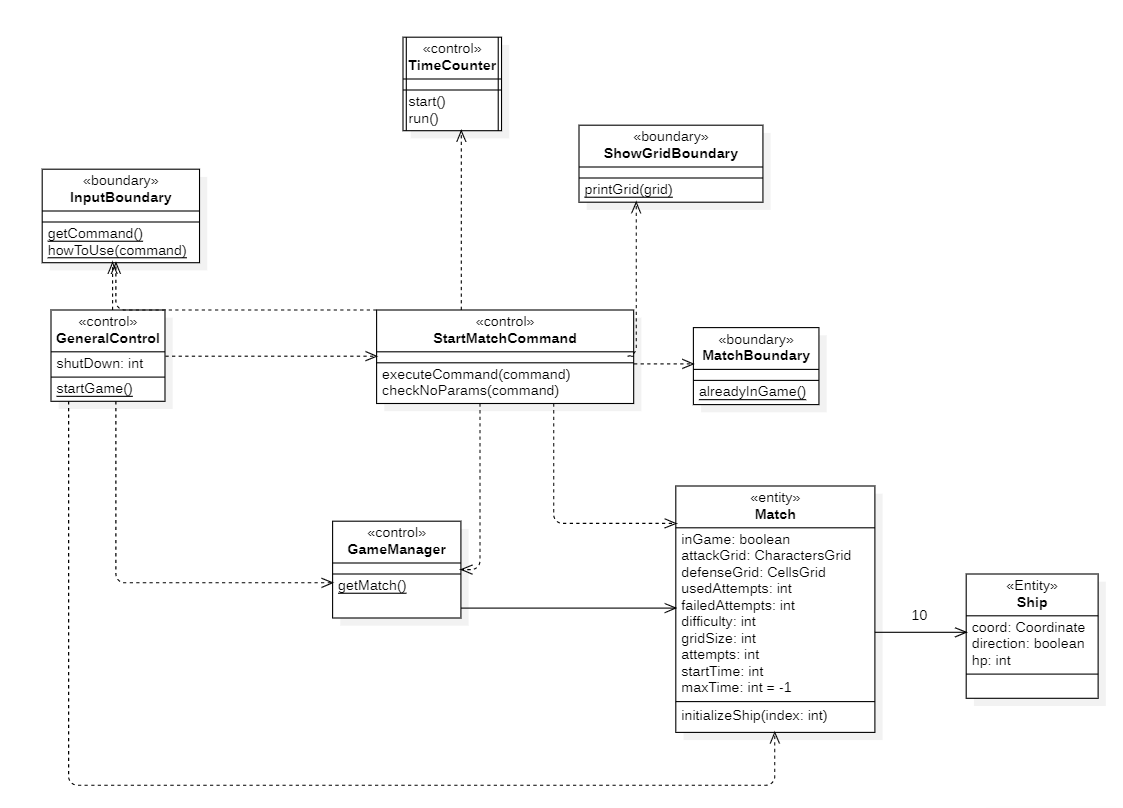 «control»
TimeCounter
start()
run()
«boundary»
ShowGridBoundary
printGrid(grid)
«boundary»
InputBoundary
getCommand()
howToUse(command)
«control»
GeneralControl
shutDown: int
startGame()
«control»
StartMatchCommand
executeCommand(command)
checkNoParams(command)
«boundary»
MatchBoundary
alreadyInGame()
«control»
GameManager
getMatch()
«entity»
Match
inGame: boolean
attackGrid: CharactersGrid
defenseGrid: CellsGrid
usedAttempts: int
failedAttempts: int
difficulty: int
gridSize: int
attempts: int
startTime: int
maxTime: int = -1
initializeShip(index: int)
10
«Entity»
Ship
coord: Coordinate
direction: boolean
hp: int